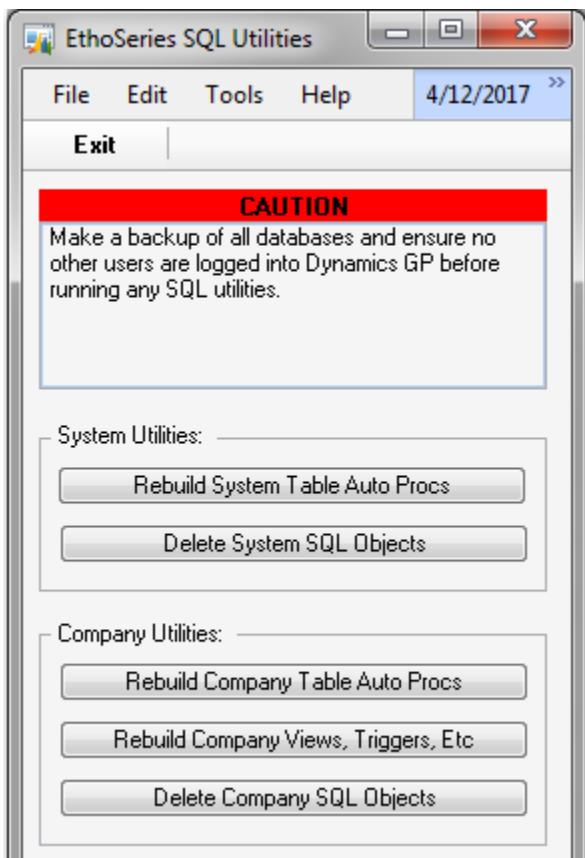 EthoSeries SQL Utilities
File Edit Tools Help 4/12/2017 »
Exit
CAUTION
Make a backup of all databases and ensure no
other users are logged into Dynamics GP before
running any SQL utilities.
System Utilities:
Rebuild System Table Auto Procs
Delete System SQL Objects
Company Utilities:
Rebuild Company Table Auto Procs
Rebuild Company Views, Triggers, Etc
Delete Company SQL Objects